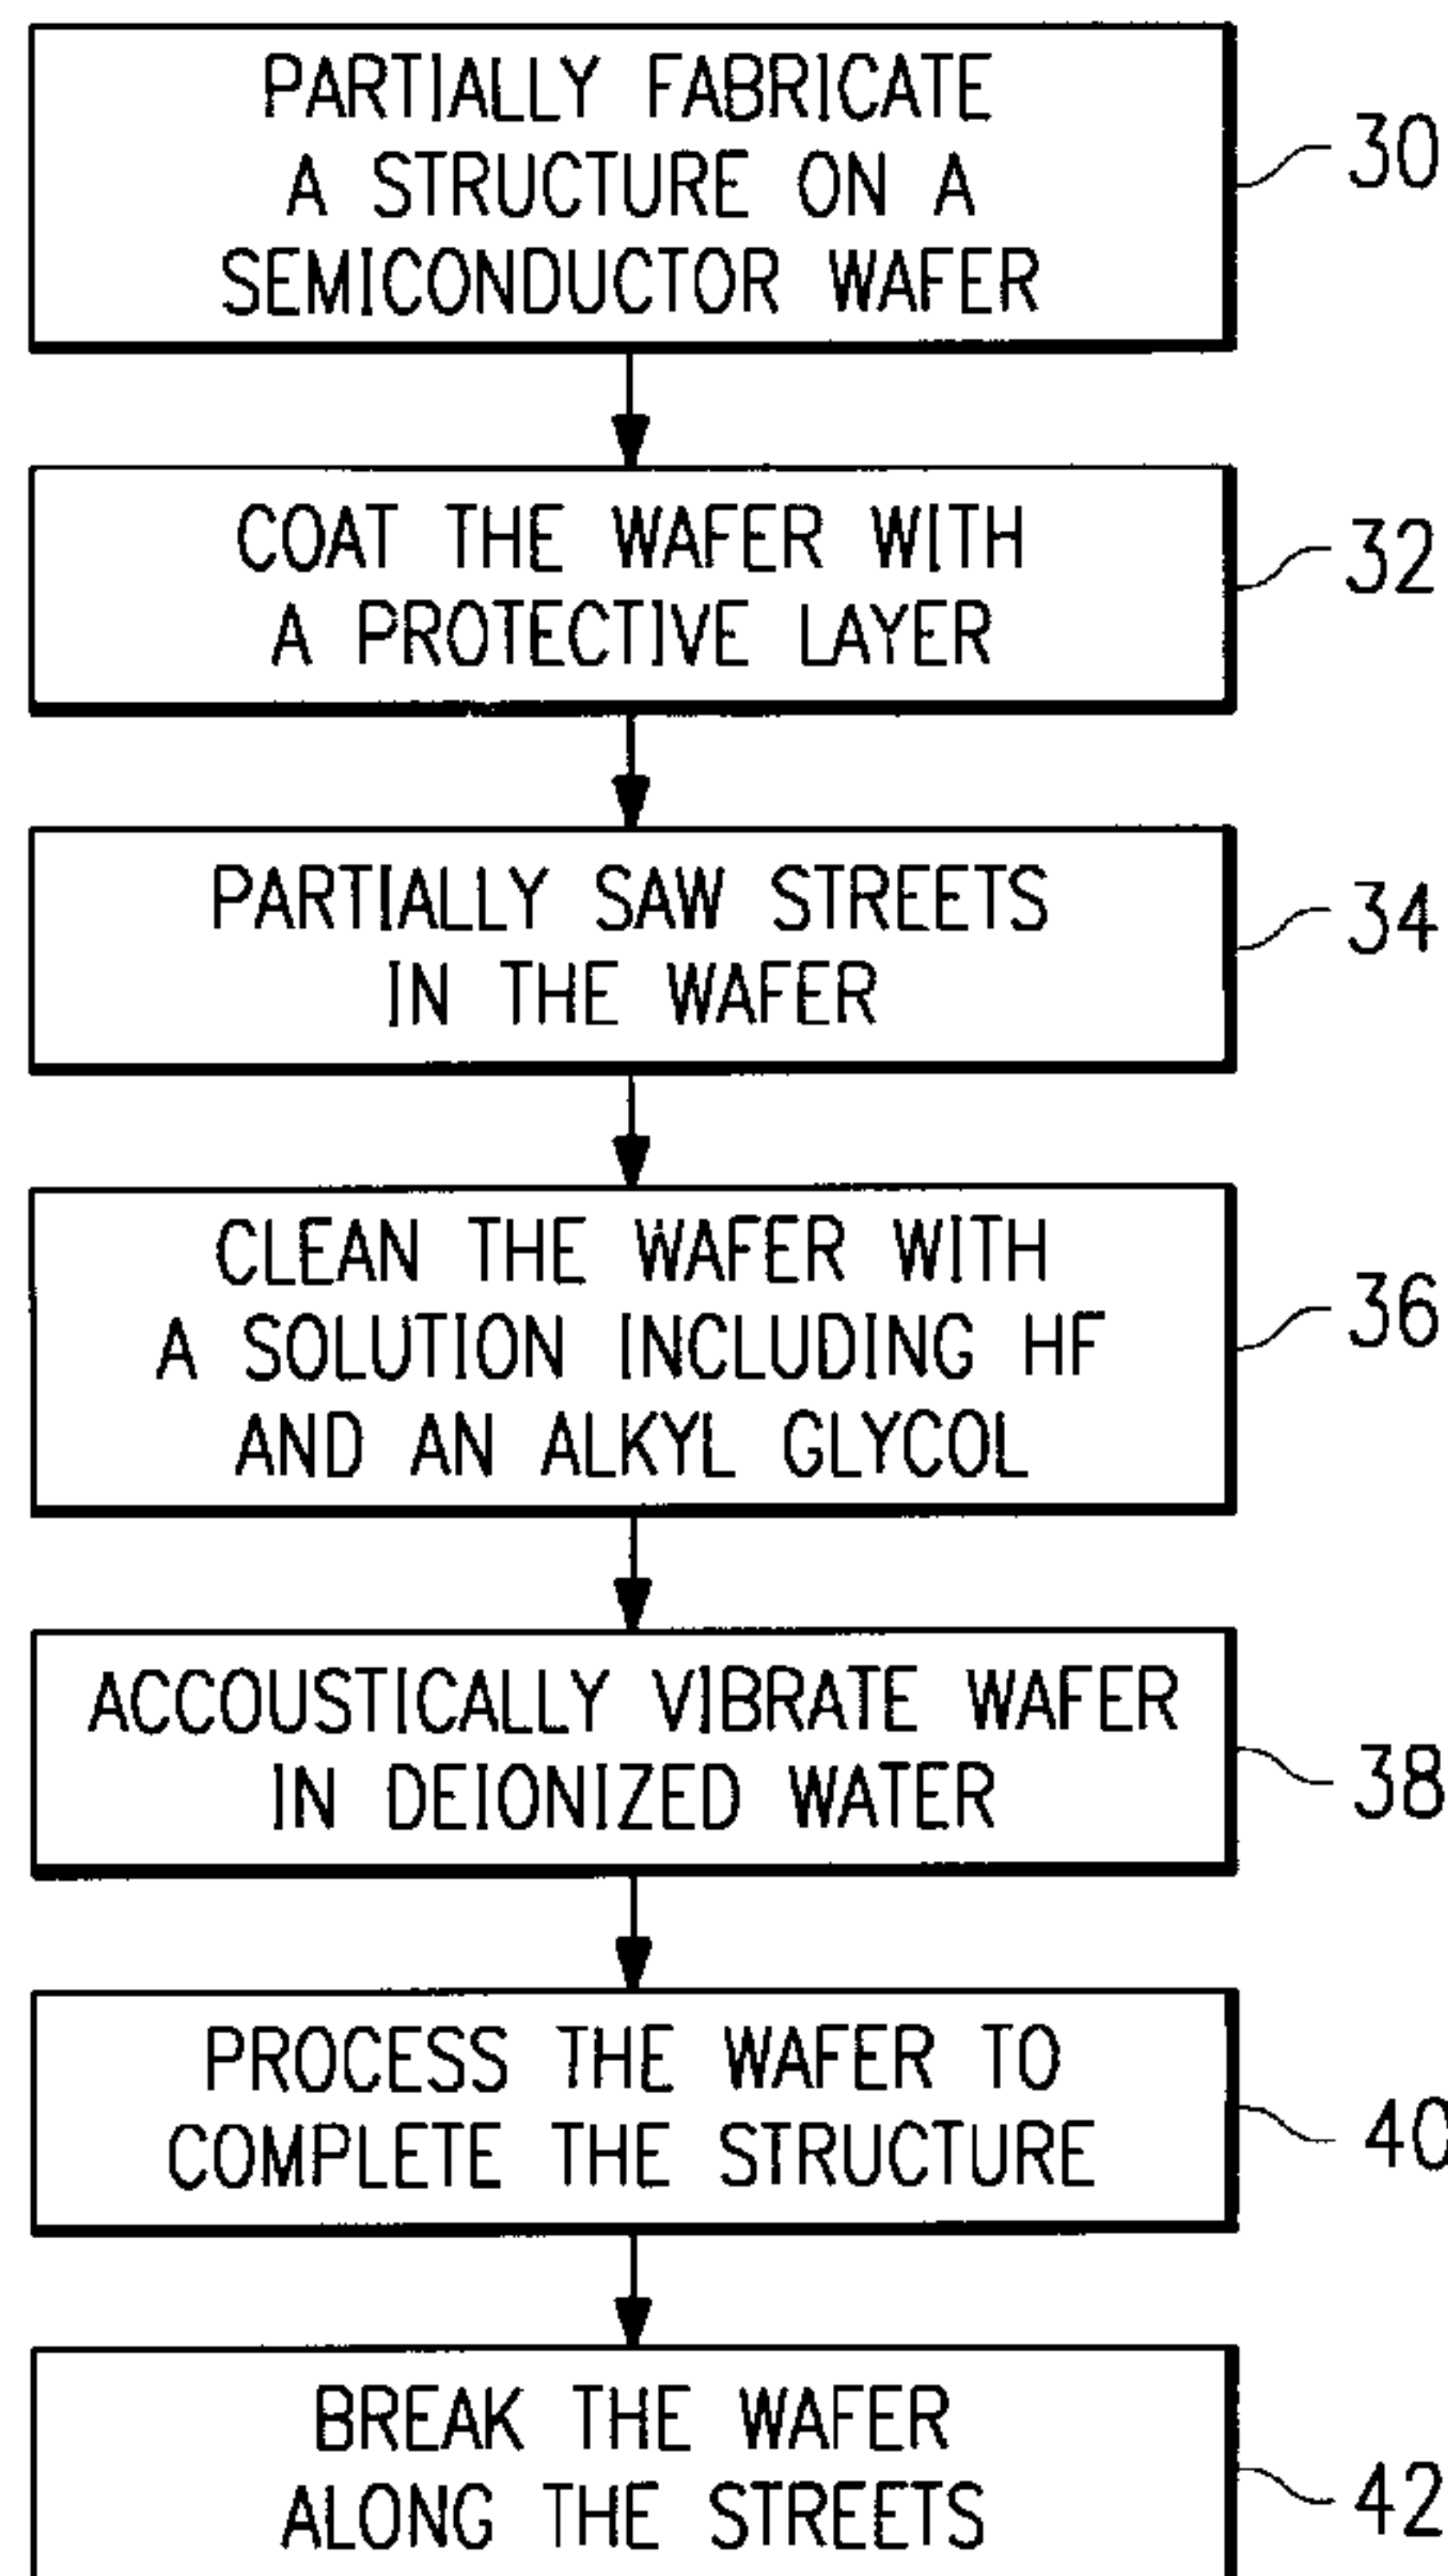 PARTIALLY FABRICATE
A STRUCTURE ON A
SEMICONDUCTOR WAFER
30
COAT THE WAFER WITH
A PROTECTIVE LAYER
32
PARTIALLY SAW STREETS
IN THE WAFER
34
CLEAN THE WAFER WITH
A SOLUTION INCLUDING HF
AND AN ALKYL GLYCOL
36
ACCOUSTICALLY VIBRATE WAFER
IN DEIONIZED WATER
38
PROCESS THE WAFER TO
COMPLETE THE STRUCTURE
40
BREAK THE WAFER
ALONG THE STREETS
42